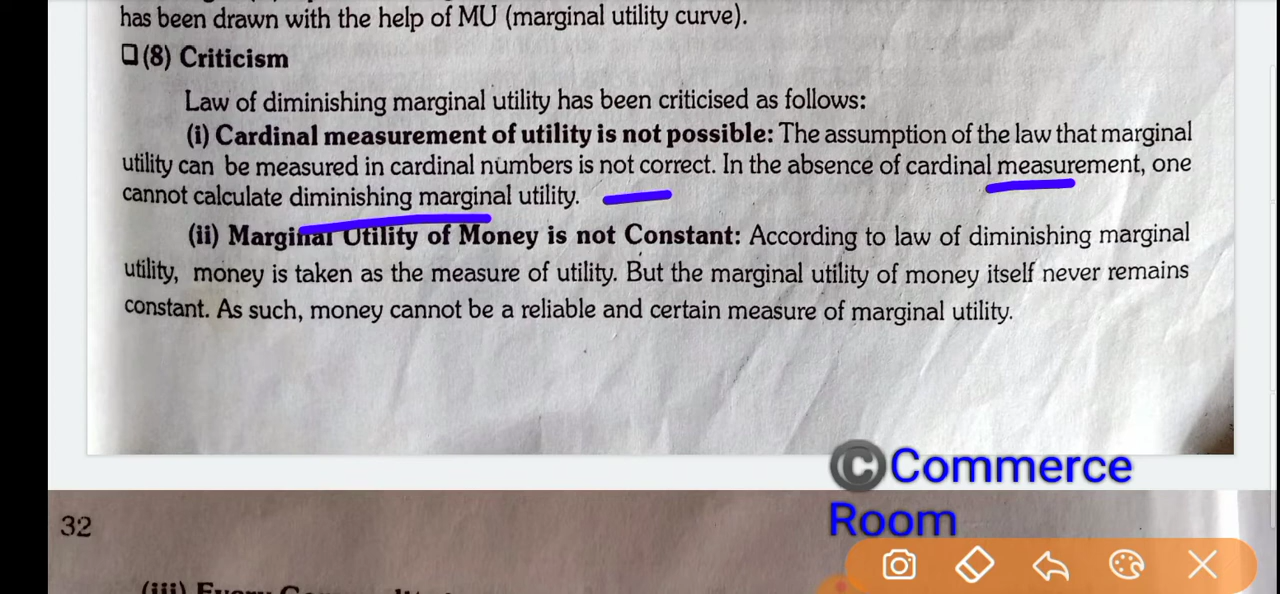 has been drawn with the help of MU (marginal utility curve).
(8) Criticism
Law of diminishing marginal utility has been criticised as follows:
(i) Cardinal measurement of utility is not possible: The assumption of the law that marginal
utility can be measured in cardinal numbers is not correct. In the absence of cardinal measurement, one
cannot calculate diminishing marginal utility.
(ii) Marginal Utility of Money is not Constant: According to law of diminishing marginal
utility, money is taken as the measure of utility. But the marginal utility of money itself never remains
constant. As such, money cannot be a reliable and certain measure of marginal utility.
©Commerce
Room
32
(iii) Every